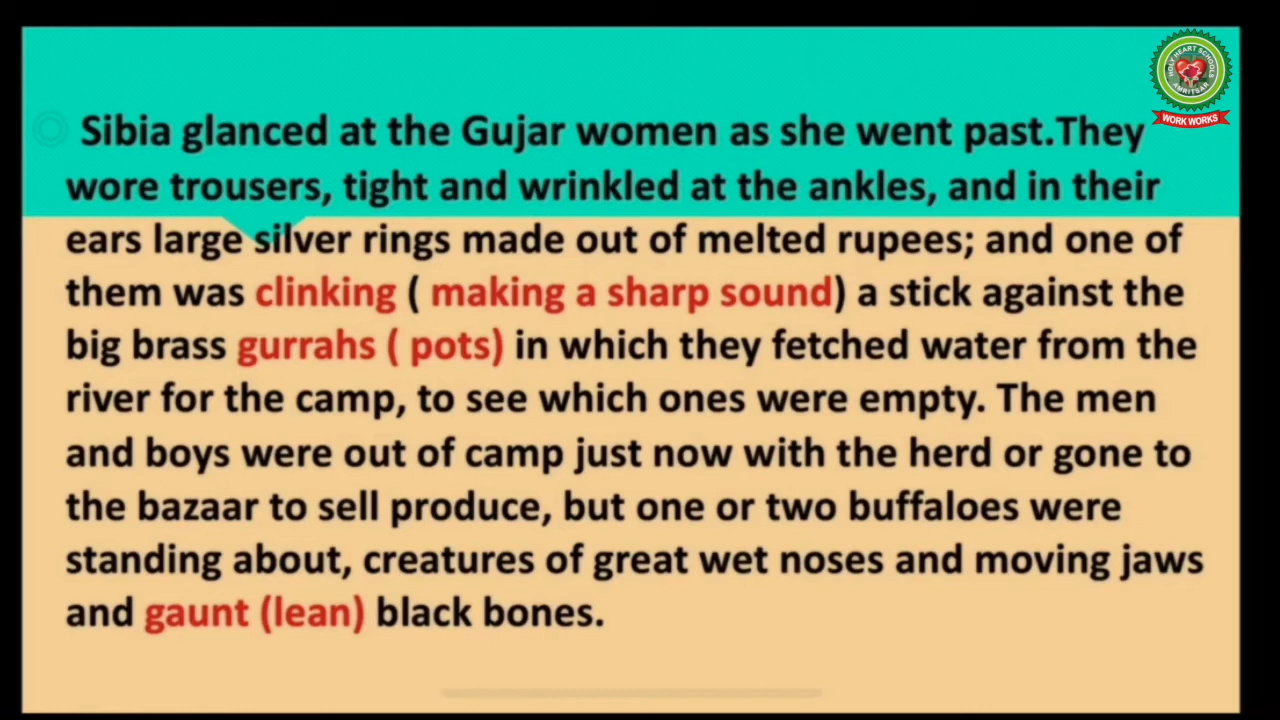 HOLY HEART SCHOOLS
AMRITSAR
WORK WORKS
Sibia glanced at the Gujar women as she went past.They
wore trousers, tight and wrinkled at the ankles, and in their
ears large silver rings made out of melted rupees; and one of
them was clinking ( making a sharp sound) a stick against the
big brass gurrahs ( pots) in which they fetched water from the
river for the camp, to see which ones were empty. The men
and boys were out of camp just now with the herd or gone to
the bazaar to sell produce, but one or two buffaloes were
standing about, creatures of great wet noses and moving jaws
and gaunt (lean) black bones.